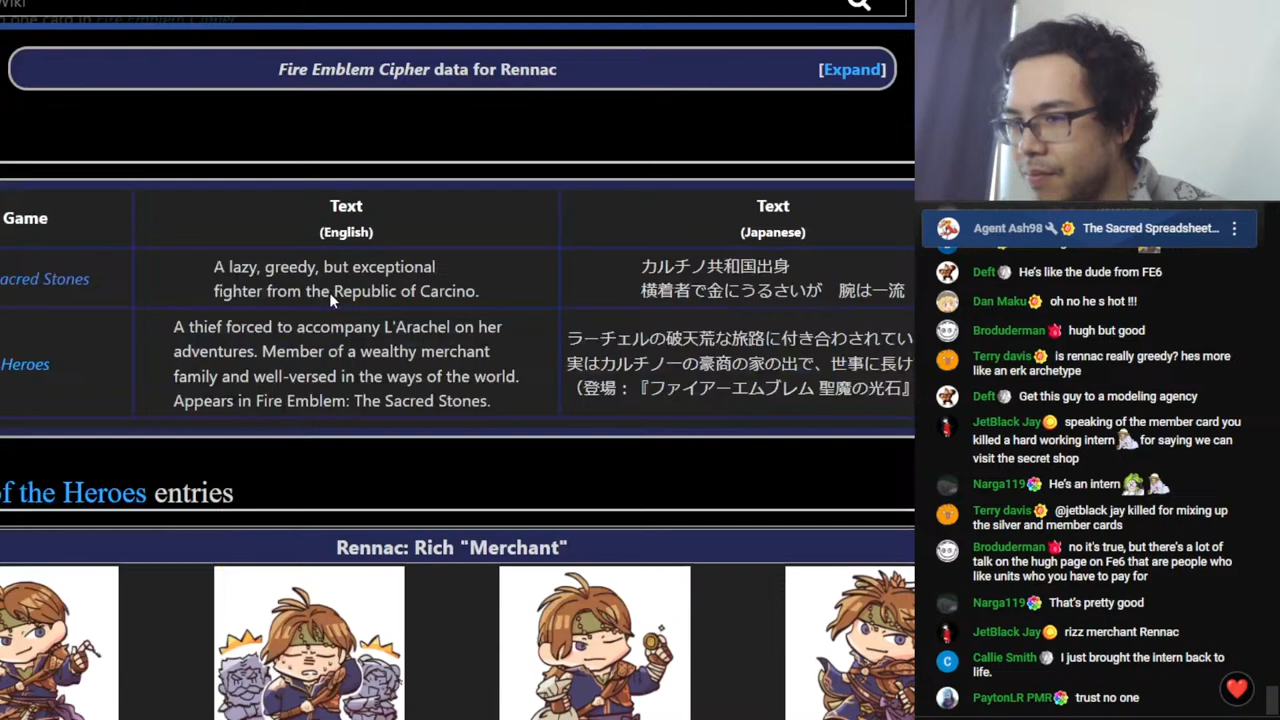 Wiki
Fire Emblem Cipher data for Rennac
[Expand]
Game
Text
(English)
Text
(Japanese)
acred Stones
A lazy, greedy, but exceptional
fighter from the Republic of Carcino.
カルチノ共和国出身
横着者で金にうるさいが 腕は一流
Heroes
A thief forced to accompany L'Arachel on her
adventures. Member of a wealthy merchant
family and well-versed in the ways of the world.
Appears in Fire Emblem: The Sacred Stones.
ラーチェルの破天荒な旅路に付き合わされてい
実はカルチノーの豪商の家の出で、世事に長け
（登場：『ファイアーエムブレム 聖魔の光石』
of the Heroes entries
Rennac: Rich "Merchant"
Agent Ash98 The Sacred Spreadsheet...
Deft He's like the dude from FE6
Dan Maku oh no he s hot !!!
Broduderman hugh but good
Terry davis is rennac really greedy? hes more
like an erk archetype
Deft Get this guy to a modeling agency
JetBlack Jay speaking of the member card you
killed a hard working intern for saying we can
visit the secret shop
Narga119 He's an intern
Terry davis @jetblack jay killed for mixing up
the silver and member cards
Broduderman no it's true, but there's a lot of
talk on the hugh page on Fe6 that are people who
like units who you have to pay for
Narga119 That's pretty good
JetBlack Jay rizz merchant Rennac
Callie Smith I just brought the intern back to
life.
PaytonLR PMR trust no one